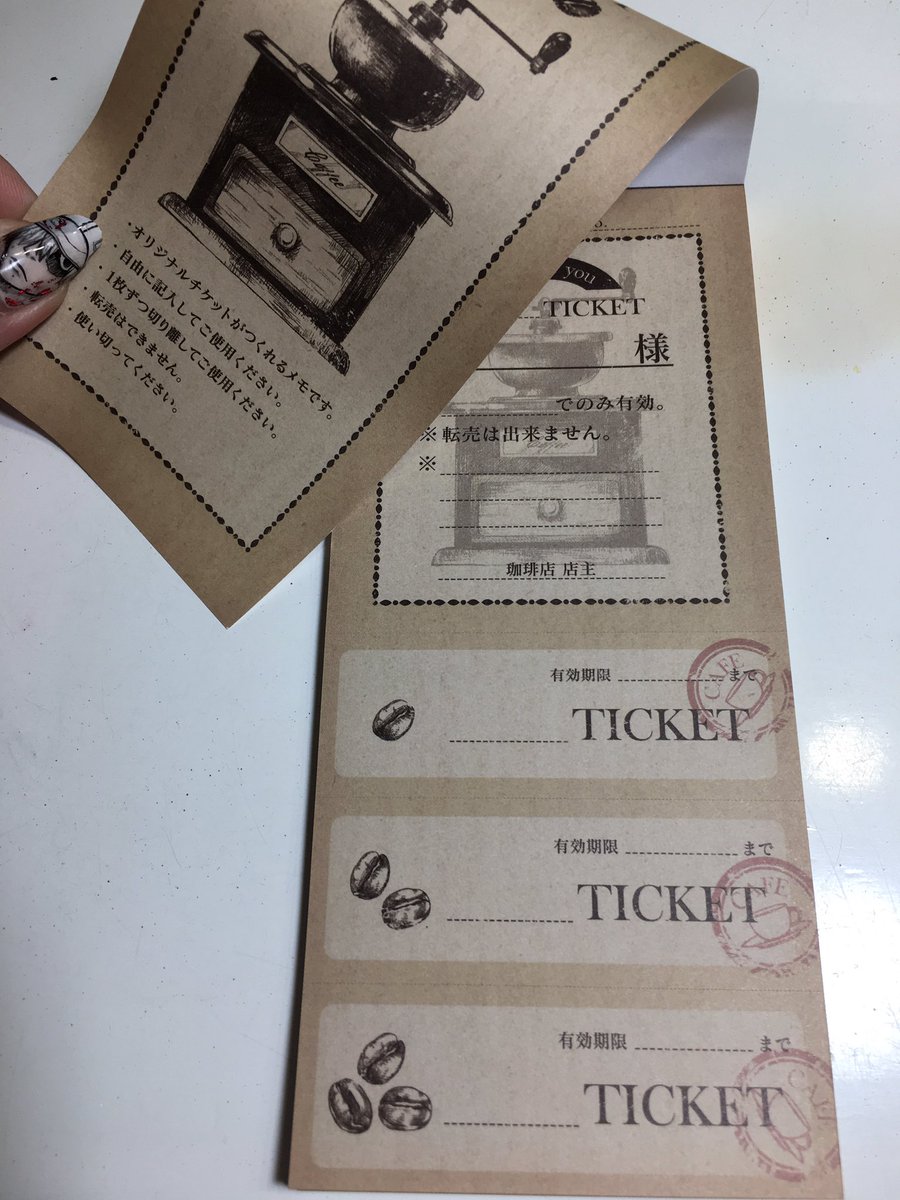 Coffee
・オリジナルチケットがつくれるメモです。
・自由に記入してご使用ください。
・1枚ずつ切り離してご使用ください。
・転売はできません。
・使い切ってください。
you
TICKET
様
でのみ有効。
※転売は出来ません。
Coffee
※
珈琲店 店主
有効期限 まで
TICKET
CAFE
有効期限 まで
TICKET
CAFE
有効期限 まで
TICKET
CAFE